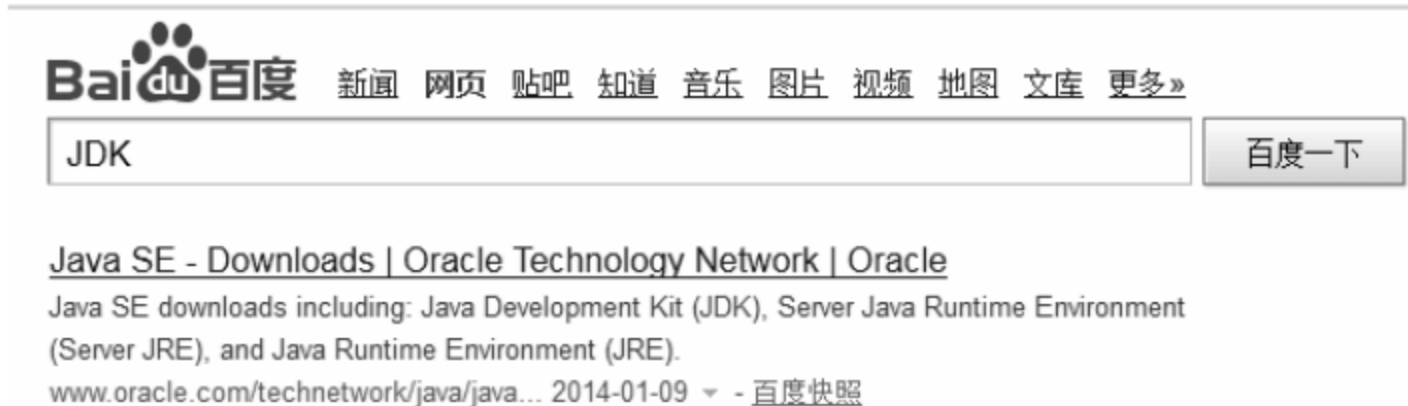 Bai du 百度 新闻 网页 贴吧 知道 音乐 图片 视频 地图 文库 更多»
JDK 百度一下
Java SE - Downloads | Oracle Technology Network | Oracle
Java SE downloads including: Java Development Kit (JDK), Server Java Runtime Environment
(Server JRE), and Java Runtime Environment (JRE).
www.oracle.com/technetwork/java/java... 2014-01-09 - 百度快照